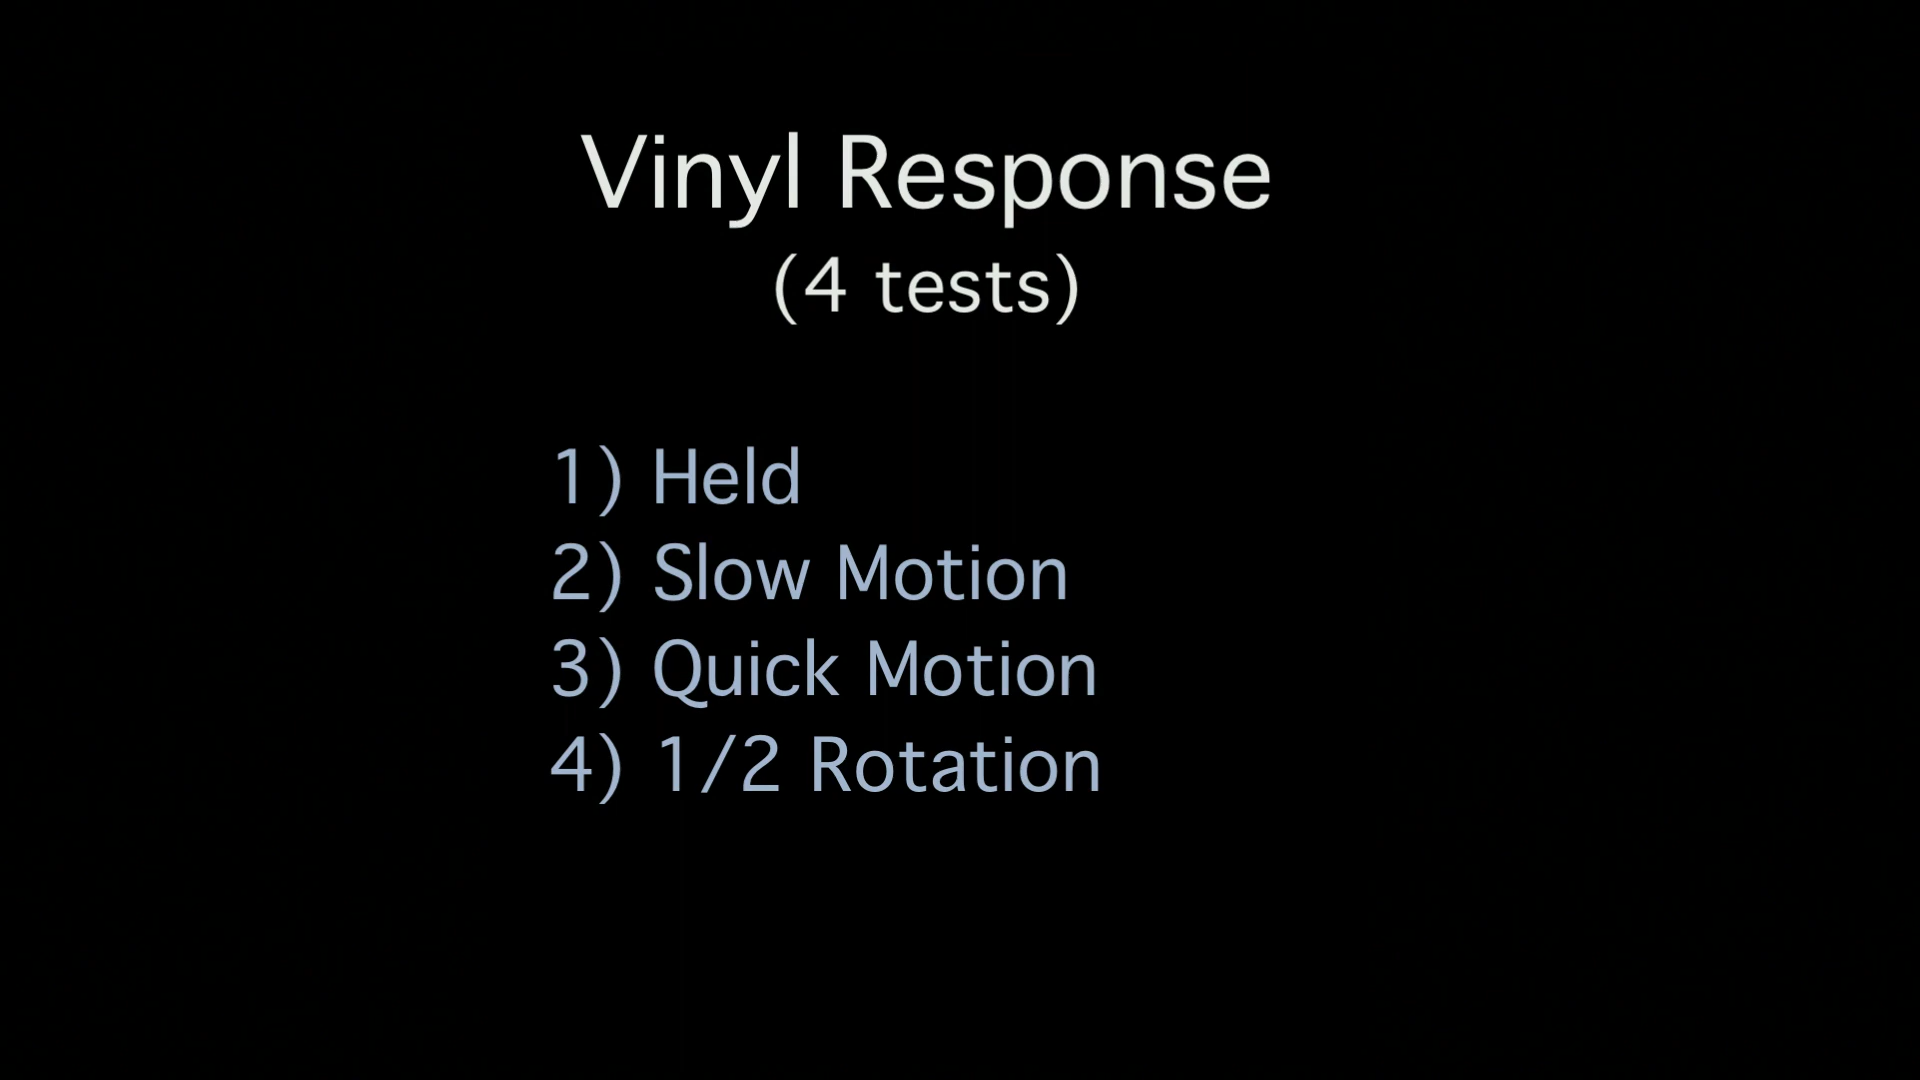 Vinyl Response
(4 tests)
1) Held
2) Slow Motion
3) Quick Motion
4) 1/2 Rotation